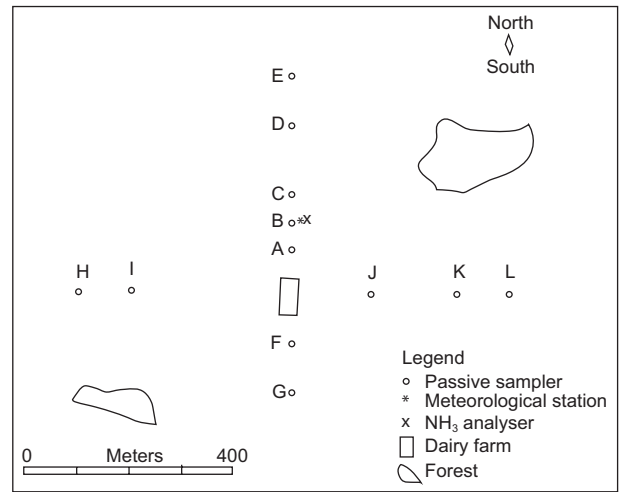 North
South
E
D
C
B *x
A
H I J K L
F
G
Legend
Passive sampler
* Meteorological station
x NH₃ analyser
Dairy farm
Forest
0 Meters 400